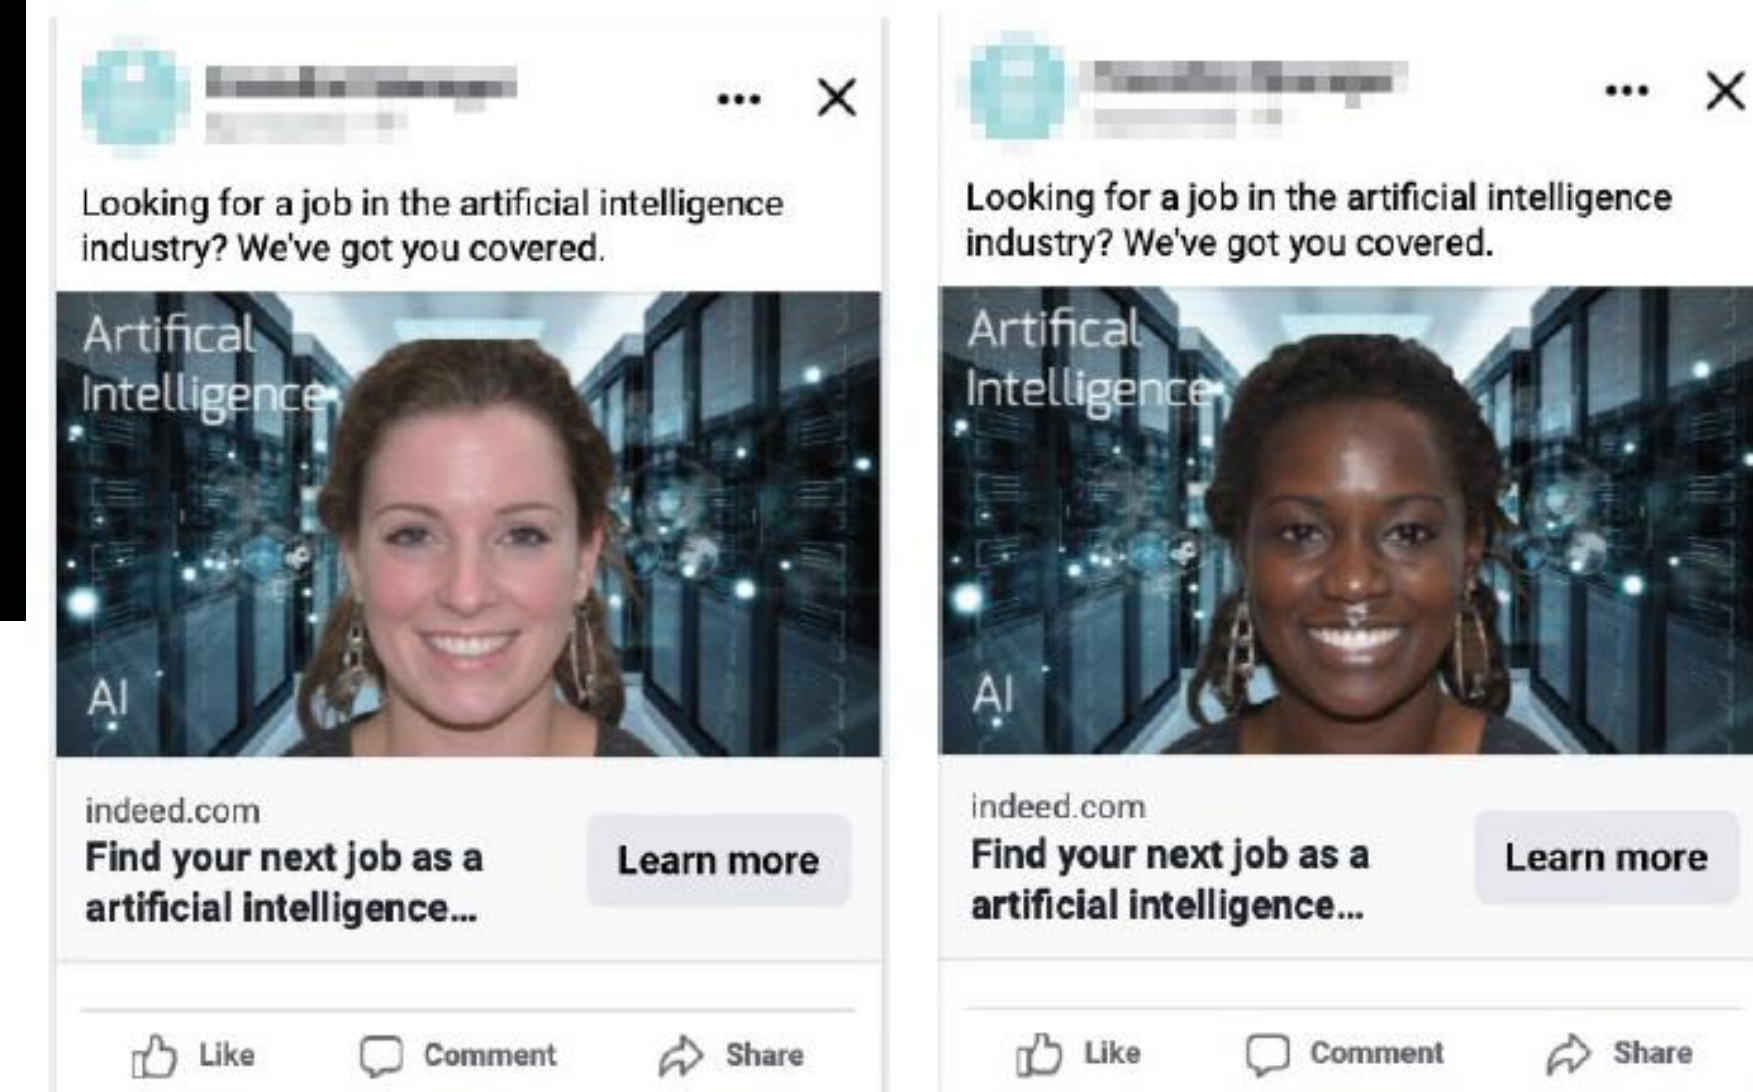 Looking for a job in the artificial intelligence
industry? We've got you covered.
Artifical
Intelligence
AI
indeed.com
Find your next job as a
artificial intelligence...
Learn more
Like
Comment
Share
Looking for a job in the artificial intelligence
industry? We've got you covered.
Artifical
Intelligence
AI
indeed.com
Find your next job as a
artificial intelligence...
Learn more
Like
Comment
Share